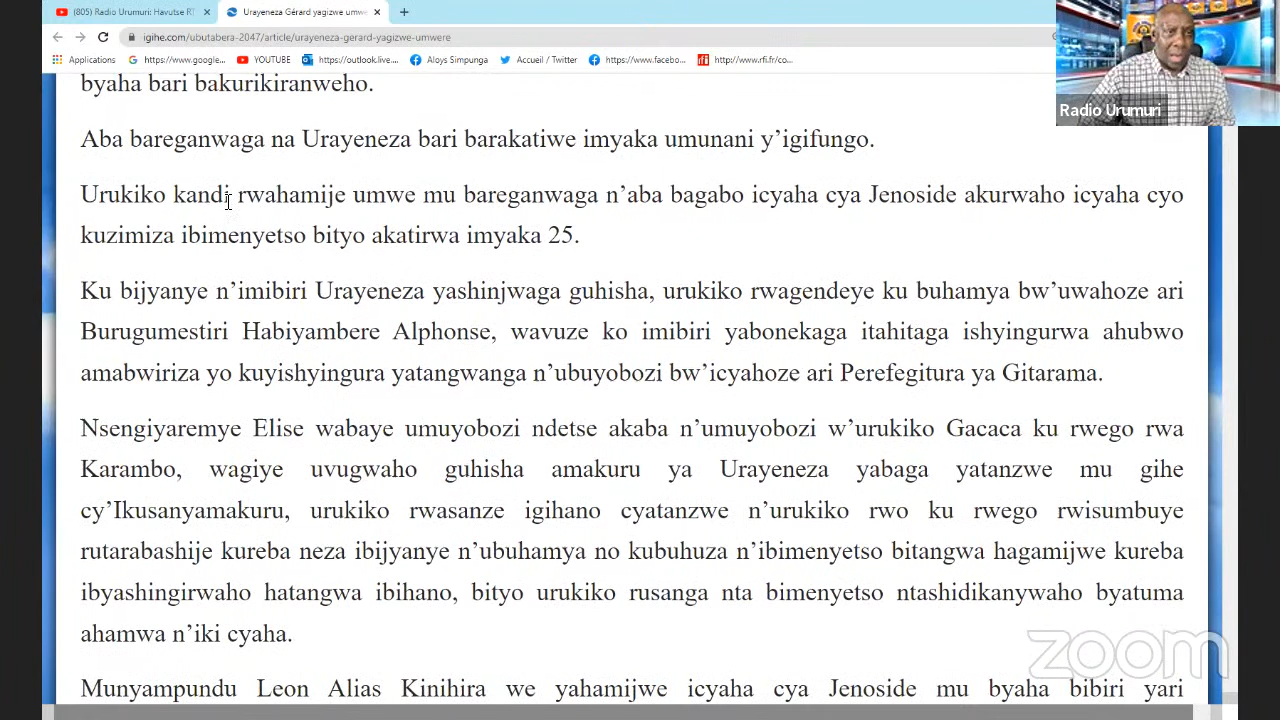 (805) Radio Urumuri: Havutse RT
Urayeneza Gérard yagizwe umwe
igihe.com/ubutabera-2047/article/urayeneza-gerard-yagizwe-umwere
Applications
https://www.google...
YOUTUBE
https://outlook.live....
Aloys Simpunga
Accueil / Twitter
https://www.facebo...
http://www.rfi.fr/co...
Radio Urumuri
byaha bari bakurikiranweho.
Aba bareganwaga na Urayeneza bari barakatiwe imyaka umunani y’igifungo.
Urukiko kandi rwahamije umwe mu bareganwaga n’aba bagabo icyaha cya Jenoside akurwaho icyaha cyo
kuzimiza ibimenyetso bityo akatirwa imyaka 25.
Ku bijyanye n’imibiri Urayeneza yashinjwaga guhisha, urukiko rwagendeye ku buhamya bw’uwahoze ari
Burugumestiri Habiyambere Alphonse, wavuze ko imibiri yabonekaga itahitaga ishyingurwa ahubwo
amabwiriza yo kuyishyingura yatangwanga n’ubuyobozi bw’icyahoze ari Perefegitura ya Gitarama.
Nsengiyaremye Elise wabaye umuyobozi ndetse akaba n’umuyobozi w’urukiko Gacaca ku rwego rwa
Karambo, wagiye uvugwaho guhisha amakuru ya Urayeneza yabaga yatanzwe mu gihe
cy’Ikusanyamakuru, urukiko rwasanze igihano cyatanzwe n’urukiko rwo ku rwego rwisumbuye
rutarabashije kureba neza ibijyanye n’ubuhamya no kubuhuza n’ibimenyetso bitangwa hagamijwe kureba
ibyashingirwaho hatangwa ibihano, bityo urukiko rusanga nta bimenyetso ntashidikanywaho byatuma
ahamwa n’iki cyaha.
Munyampundu Leon Alias Kinihira we yahamijwe icyaha cya Jenoside mu byaha bibiri yari
zoom